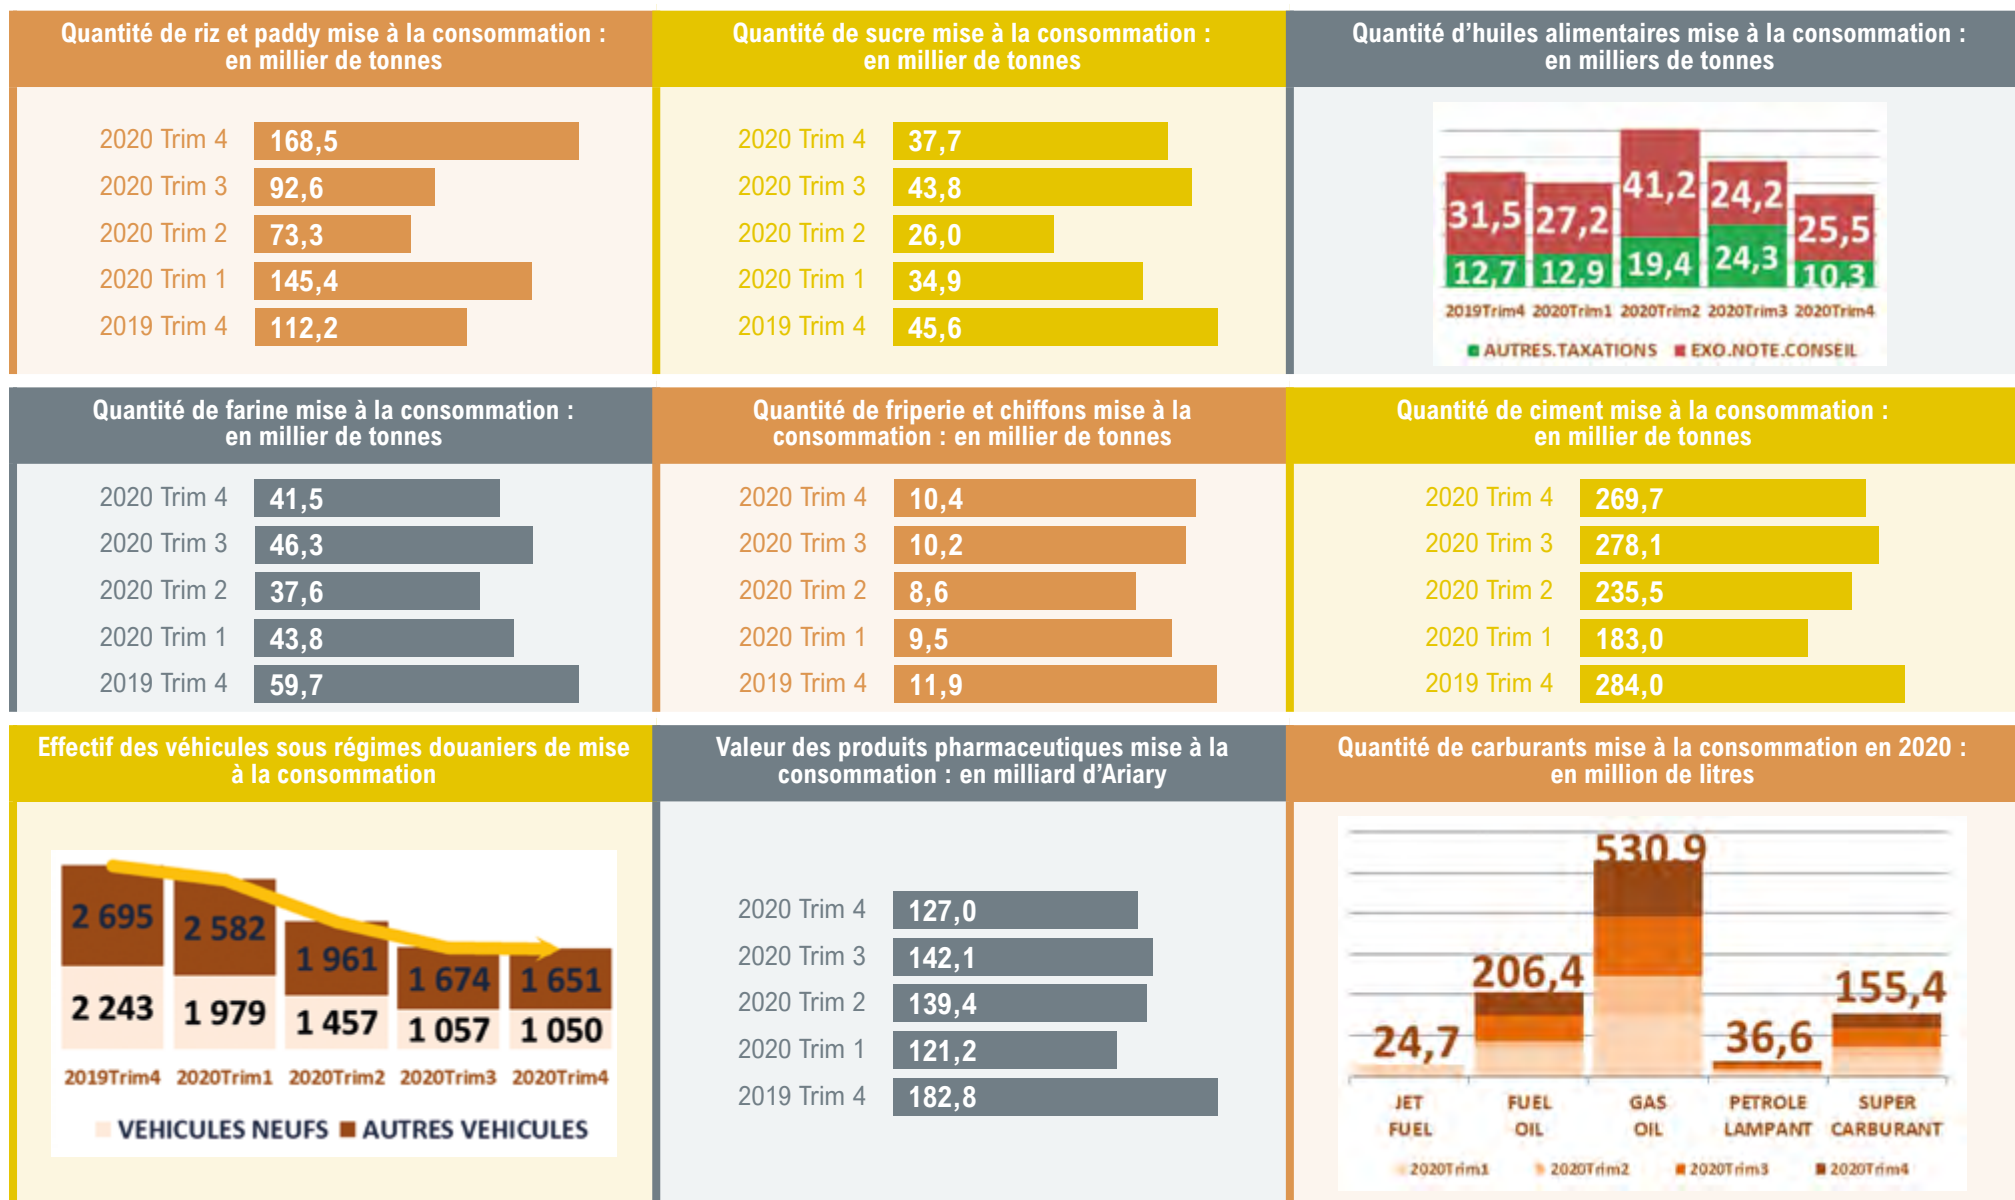 Quantité de riz et paddy mise à la consommation :
en millier de tonnes
2020 Trim 4 168,5
2020 Trim 3 92,6
2020 Trim 2 73,3
2020 Trim 1 145,4
2019 Trim 4 112,2
Quantité de sucre mise à la consommation :
en millier de tonnes
2020 Trim 4 37,7
2020 Trim 3 43,8
2020 Trim 2 26,0
2020 Trim 1 34,9
2019 Trim 4 45,6
Quantité d'huiles alimentaires mise à la consommation :
en milliers de tonnes
31,5 27,2 41,2 24,2 25,5
12,7 12,9 19,4 24,3 10,3
2019Trim4 2020Trim1 2020Trim2 2020Trim3 2020Trim4
AUTRES.TAXATIONS EXO.NOTE.CONSEIL
Quantité de farine mise à la consommation :
en millier de tonnes
2020 Trim 4 41,5
2020 Trim 3 46,3
2020 Trim 2 37,6
2020 Trim 1 43,8
2019 Trim 4 59,7
Quantité de friperie et chiffons mise à la
consommation : en millier de tonnes
2020 Trim 4 10,4
2020 Trim 3 10,2
2020 Trim 2 8,6
2020 Trim 1 9,5
2019 Trim 4 11,9
Quantité de ciment mise à la consommation :
en millier de tonnes
2020 Trim 4 269,7
2020 Trim 3 278,1
2020 Trim 2 235,5
2020 Trim 1 183,0
2019 Trim 4 284,0
Effectif des véhicules sous régimes douaniers de mise
à la consommation
2 695 2 582 1 961 1 674 1 651
2 243 1 979 1 457 1 057 1 050
2019Trim4 2020Trim1 2020Trim2 2020Trim3 2020Trim4
VEHICULES NEUFS AUTRES VEHICULES
Valeur des produits pharmaceutiques mise à la
consommation : en milliard d'Ariary
2020 Trim 4 127,0
2020 Trim 3 142,1
2020 Trim 2 139,4
2020 Trim 1 121,2
2019 Trim 4 182,8
Quantité de carburants mise à la consommation en 2020 :
en million de litres
24,7 206,4 530,9 36,6 155,4
JET FUEL GAS PETROLE SUPER
FUEL OIL OIL LAMPANT CARBURANT
2020Trim1 2020Trim2 2020Trim3 2020Trim4